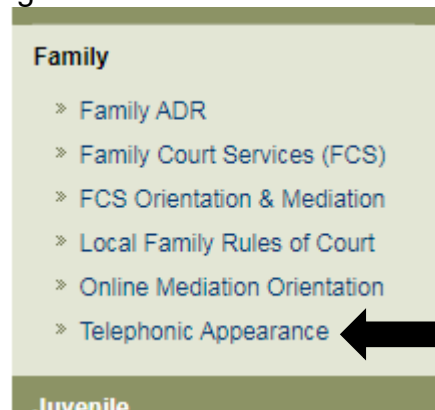 Family
» Family ADR
» Family Court Services (FCS)
» FCS Orientation & Mediation
» Local Family Rules of Court
» Online Mediation Orientation
» Telephonic Appearance
Juvenile